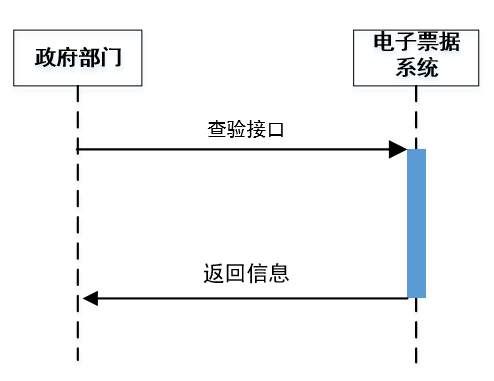 政府部门
电子票据
系统
查验接口
返回信息